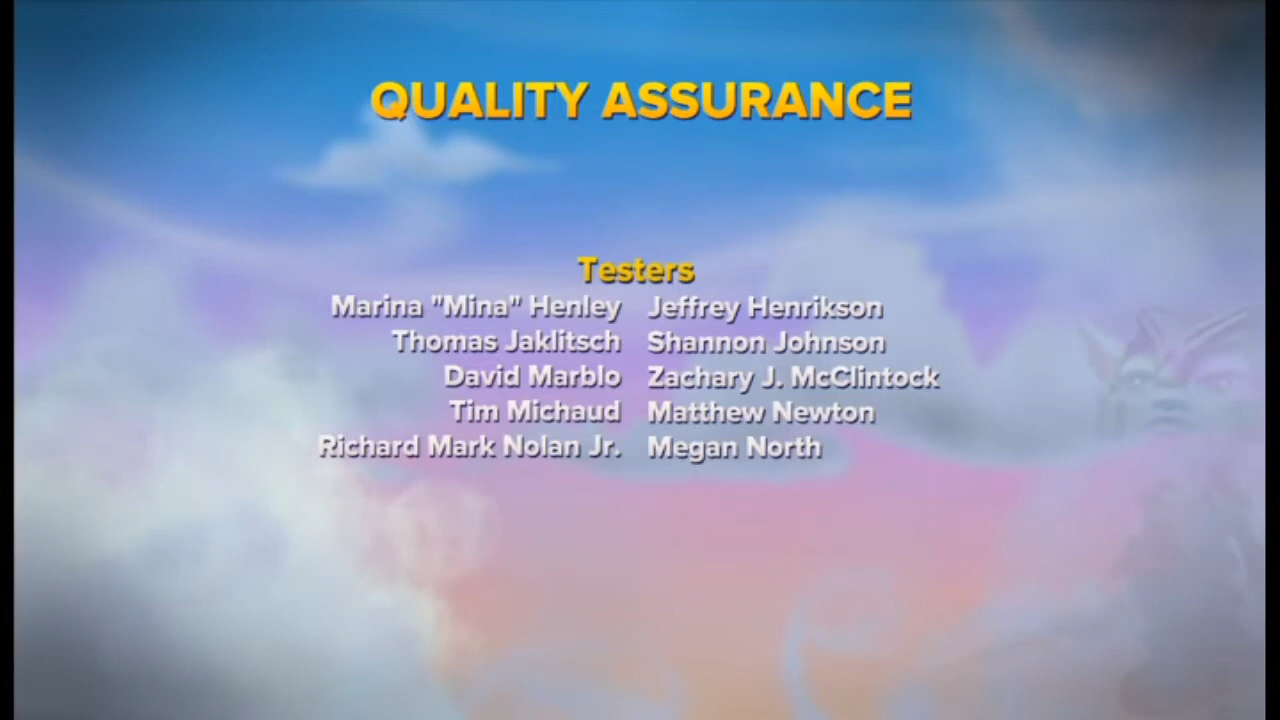 QUALITY ASSURANCE
Testers
Marina "Mina" Henley Jeffrey Henrikson
Thomas Jaklitsch Shannon Johnson
David Marblo Zachary J. McClintock
Tim Michaud Matthew Newton
Richard Mark Nolan Jr. Megan North